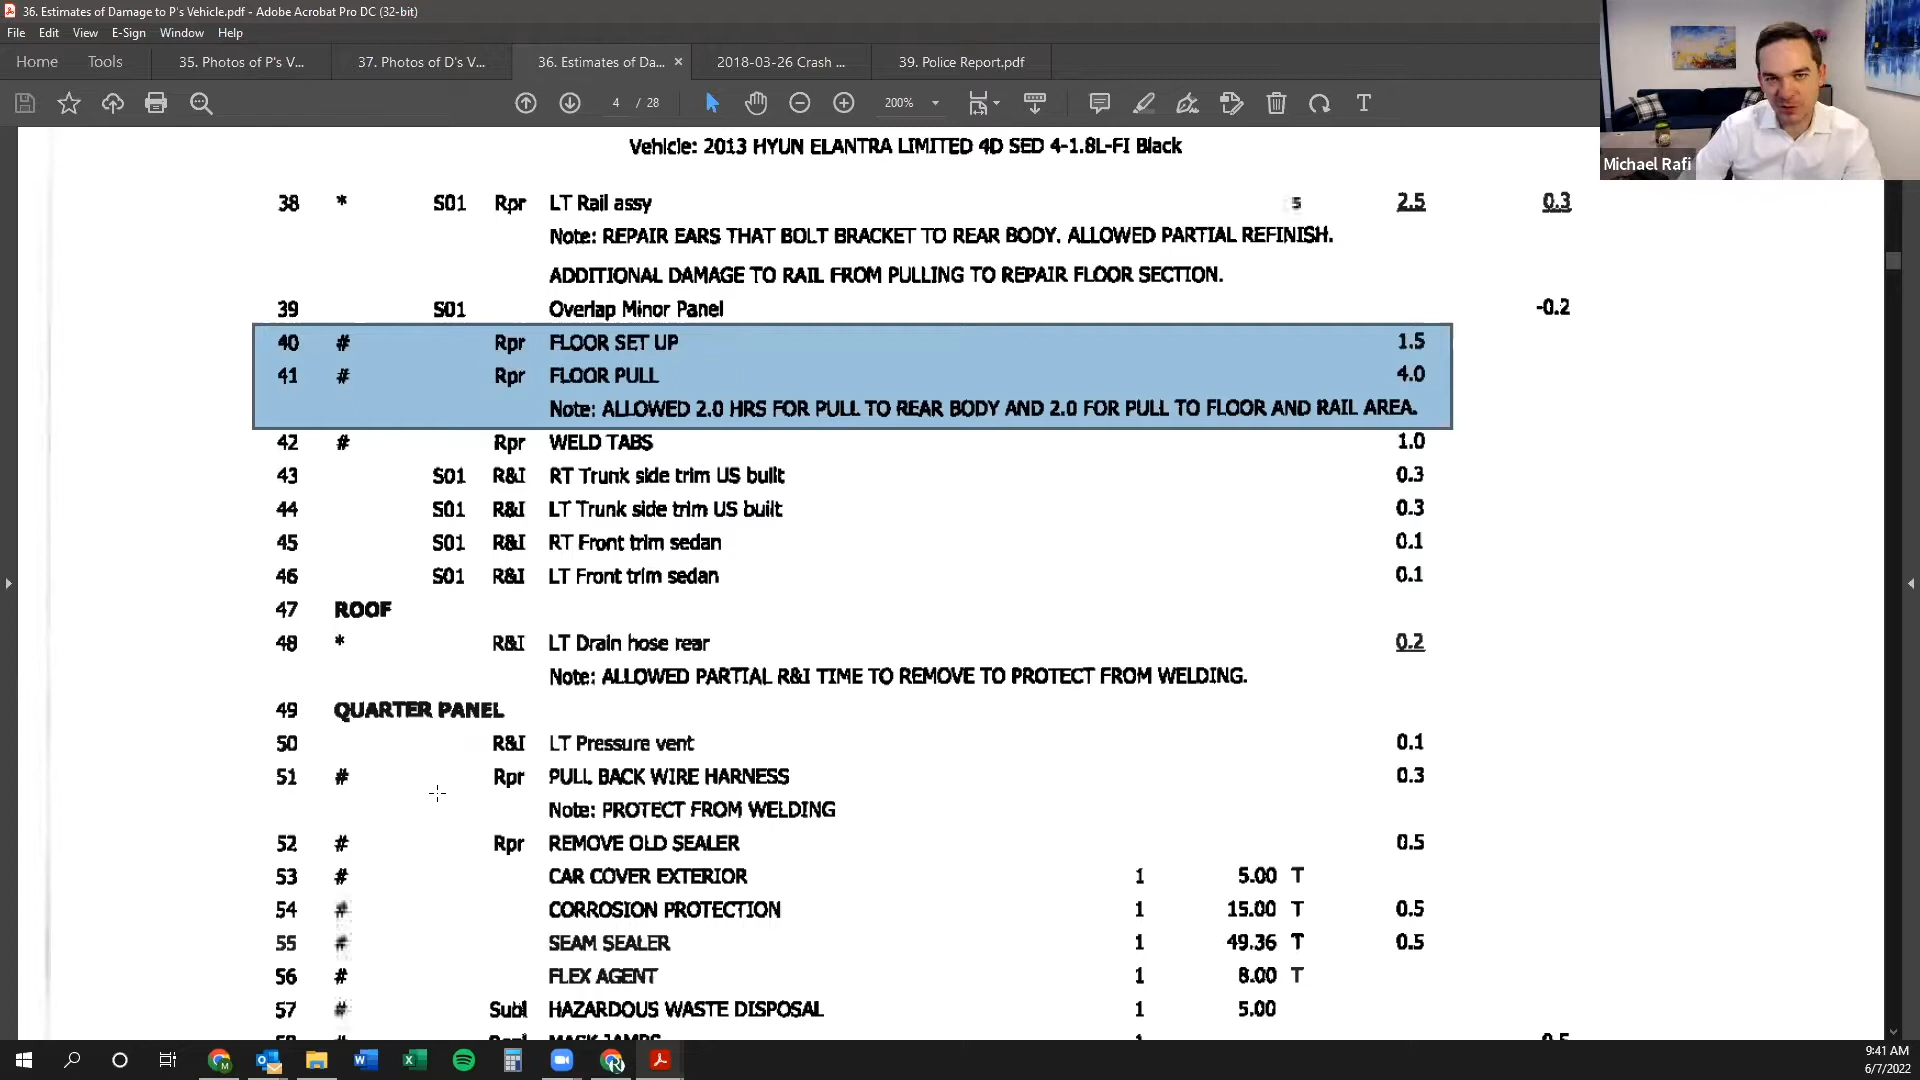 36. Estimates of Damage to P's Vehicle.pdf - Adobe Acrobat Pro DC (32-bit)
File Edit View E-Sign Window Help
Home Tools 35. Photos of P's V... 37. Photos of D's V... 36. Estimates of Da... × 2018-03-26 Crash ... 39. Police Report.pdf
4 / 28 200%
Michael Rafi
Vehicle: 2013 HYUN ELANTRA LIMITED 4D SED 4-1.8L-FI Black
38 * S01 Rpr LT Rail assy s 2.5 0.3
Note: REPAIR EARS THAT BOLT BRACKET TO REAR BODY. ALLOWED PARTIAL REFINISH.
ADDITIONAL DAMAGE TO RAIL FROM PULLING TO REPAIR FLOOR SECTION.
39 S01 Overlap Minor Panel -0.2
40 # Rpr FLOOR SET UP 1.5
41 # Rpr FLOOR PULL 4.0
Note: ALLOWED 2.0 HRS FOR PULL TO REAR BODY AND 2.0 FOR PULL TO FLOOR AND RAIL AREA.
42 # Rpr WELD TABS 1.0
43 S01 R&I RT Trunk side trim US built 0.3
44 S01 R&I LT Trunk side trim US built 0.3
45 S01 R&I RT Front trim sedan 0.1
46 S01 R&I LT Front trim sedan 0.1
47 ROOF
48 * R&I LT Drain hose rear 0.2
Note: ALLOWED PARTIAL R&I TIME TO REMOVE TO PROTECT FROM WELDING.
49 QUARTER PANEL
50 R&I LT Pressure vent 0.1
51 # Rpr PULL BACK WIRE HARNESS 0.3
Note: PROTECT FROM WELDING
52 # Rpr REMOVE OLD SEALER 0.5
53 # CAR COVER EXTERIOR 1 5.00 T
54 # CORROSION PROTECTION 1 15.00 T 0.5
55 # SEAM SEALER 1 49.36 T 0.5
56 # FLEX AGENT 1 8.00 T
57 # Subl HAZARDOUS WASTE DISPOSAL 1 5.00
9:41 AM
6/7/2022